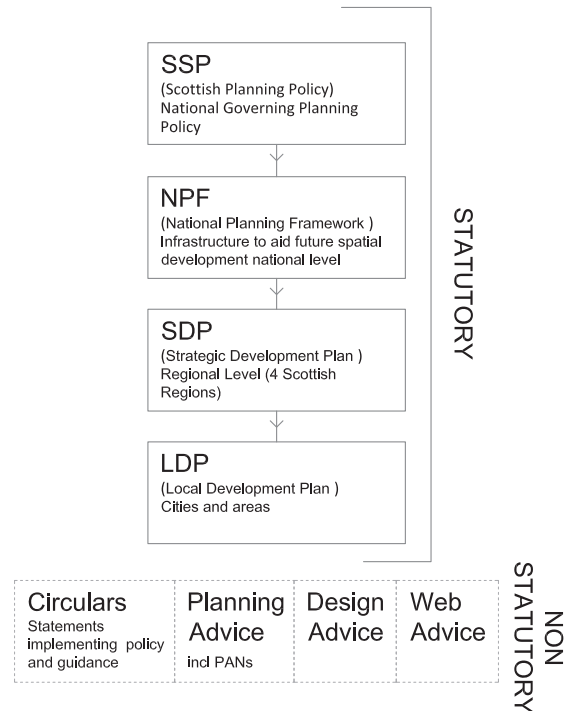 SSP
(Scottish Planning Policy)
National Governing Planning
Policy
NPF
(National Planning Framework )
Infrastructure to aid future spatial
development national level
SDP
(Strategic Development Plan )
Regional Level (4 Scottish
Regions)
LDP
(Local Development Plan )
Cities and areas
STATUTORY
Circulars
Statements
implementing policy
and guidance
Planning
Advice
incl PANs
Design
Advice
Web
Advice
NON
STATUTORY